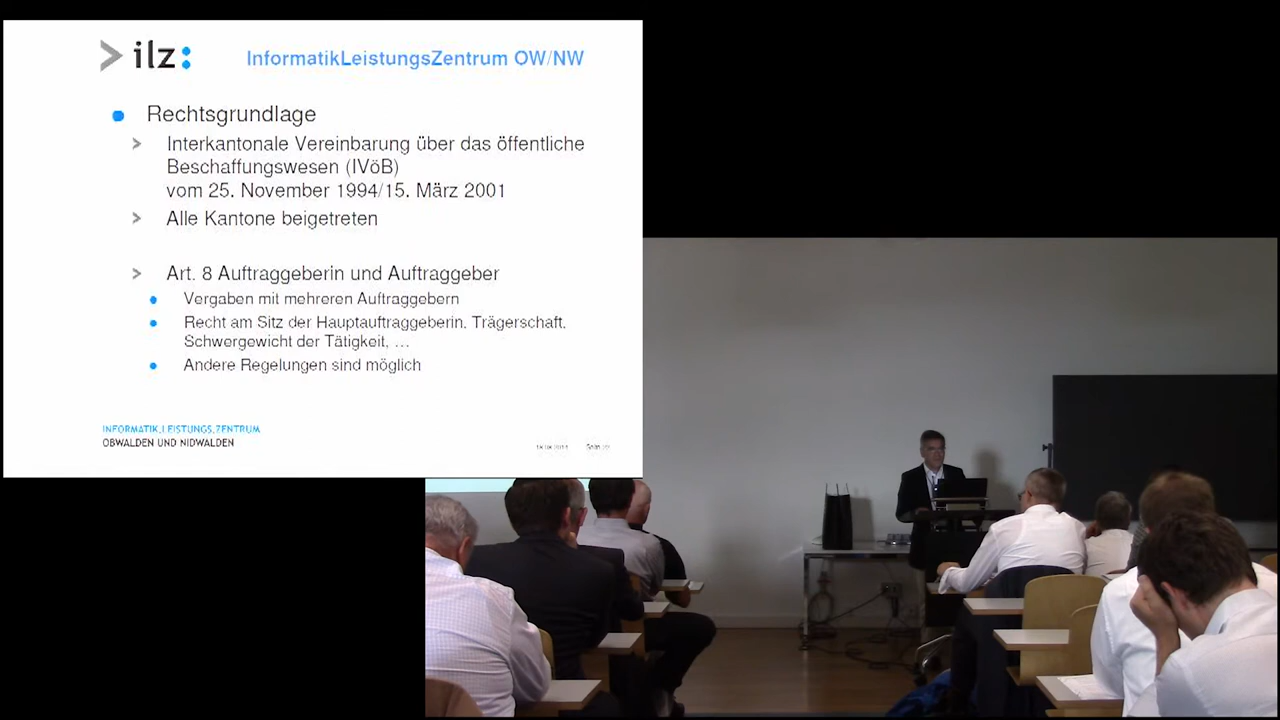 > ilz:
InformatikLeistungsZentrum OW/NW
Rechtsgrundlage
> Interkantonale Vereinbarung über das öffentliche
Beschaffungswesen (IVöB)
vom 25. November 1994/15. März 2001
> Alle Kantone beigetreten
> Art. 8 Auftraggeberin und Auftraggeber
Vergaben mit mehreren Auftraggebern
Recht am Sitz der Hauptauftraggeberin, Trägerschaft,
Schwergewicht der Tätigkeit, …
Andere Regelungen sind möglich
INFORMATIK.LEISTUNGS.ZENTRUM
OBWALDEN UND NIDWALDEN